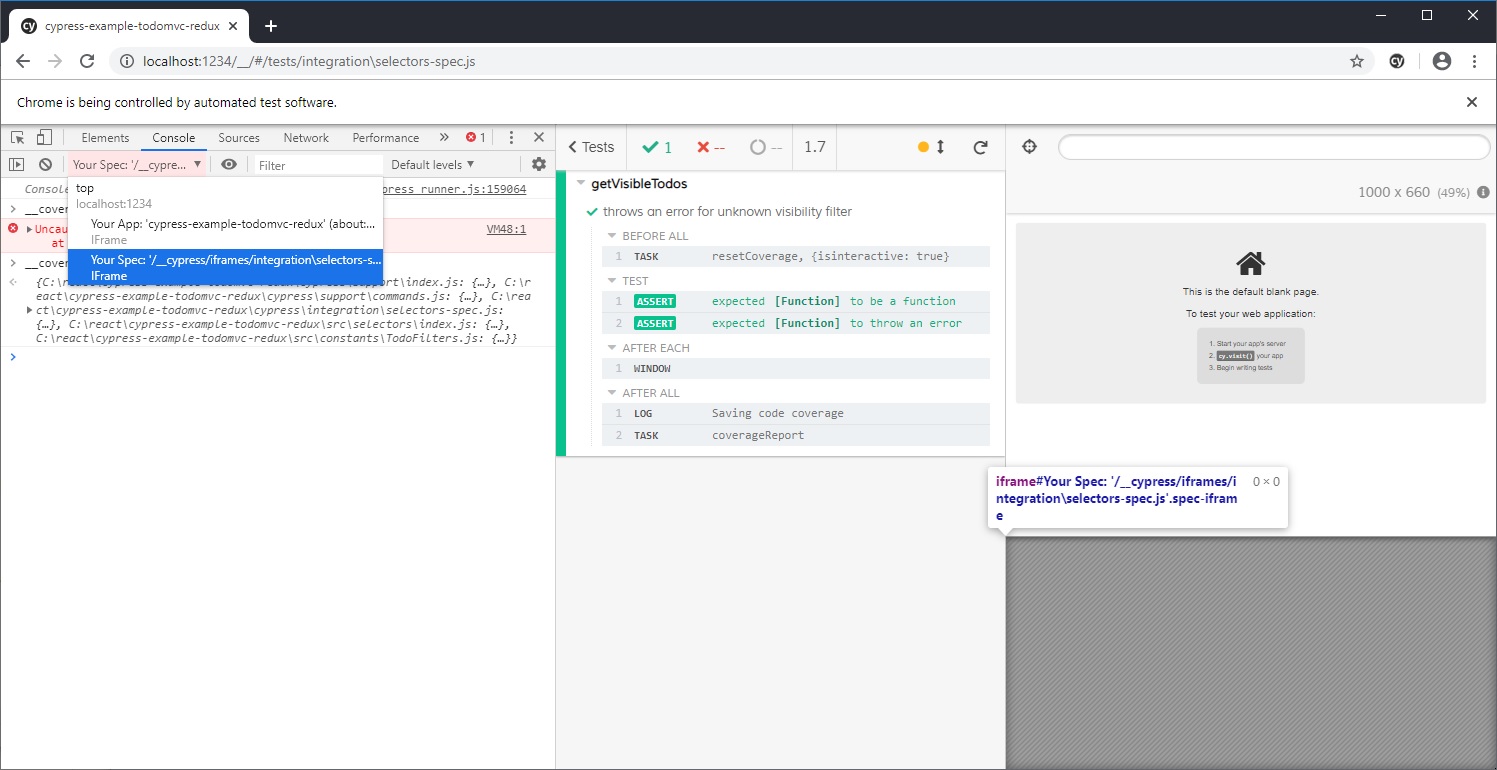 cypress-example-todomvc-redux
localhost:1234/__/#/tests/integration\selectors-spec.js
Chrome is being controlled by automated test software.
Elements Console Sources Network Performance 1
Your Spec: '/__cypre... Filter Default levels
Console
press_runner.js:159064
top
localhost:1234
Your App: 'cypress-example-todomvc-redux' (about:...
IFrame
Your Spec: '/__cypress/iframes/integration\selectors-s...
IFrame
__cover
Uncau
VM48:1
at
__cover
{C:\react\cypress-example-todomvc-redux\cypress\support\index.js: {…}, C:\r
eact\cypress-example-todomvc-redux\cypress\support\commands.js: {…}, C:\rea
ct\cypress-example-todomvc-redux\cypress\integration\selectors-spec.js:
{…}, C:\react\cypress-example-todomvc-redux\src\selectors\index.js: {…},
C:\react\cypress-example-todomvc-redux\src\constants\TodoFilters.js: {…}}
Tests 1 -- -- 1.7
getVisibleTodos
throws an error for unknown visibility filter
BEFORE ALL
1 TASK resetCoverage, {isinteractive: true}
TEST
1 ASSERT expected [Function] to be a function
2 ASSERT expected [Function] to throw an error
AFTER EACH
1 WINDOW
AFTER ALL
1 LOG Saving code coverage
2 TASK coverageReport
1000 x 660 (49%)
This is the default blank page.
To test your web application:
1. Start your app's server
2. cy.visit() your app
3. Begin writing tests
iframe#Your Spec: '/__cypress/iframes/i
ntegration\selectors-spec.js'.spec-ifram
e
0 × 0